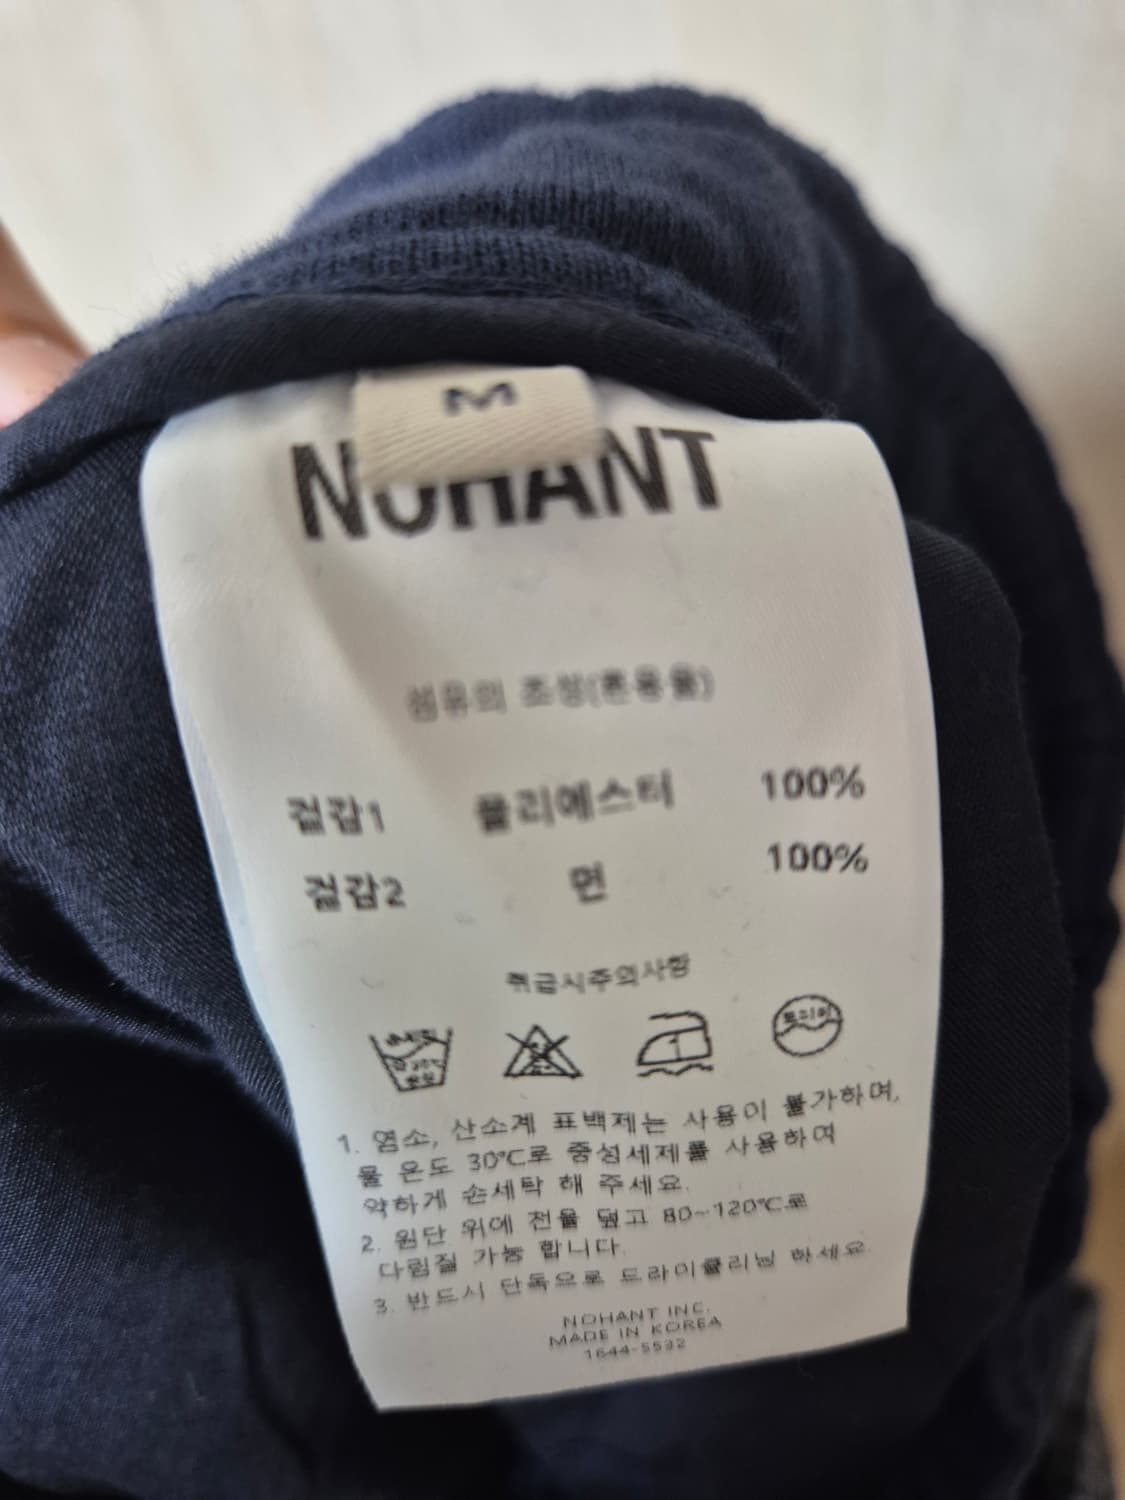 M
NOHANT
섬유의 조성(혼용율)
겉감1 폴리에스터 100%
겉감2 면 100%
취급시주의사항
드라이
1. 염소, 산소계 표백제는 사용이 불가하며,
물 온도 30℃로 중성세제를 사용하여
약하게 손세탁 해 주세요.
2. 원단 위에 천을 덮고 80~120℃로
다림질 가능 합니다.
3. 반드시 단독으로 드라이클리닝 하세요.
NOHANT INC.
MADE IN KOREA
1644-5532